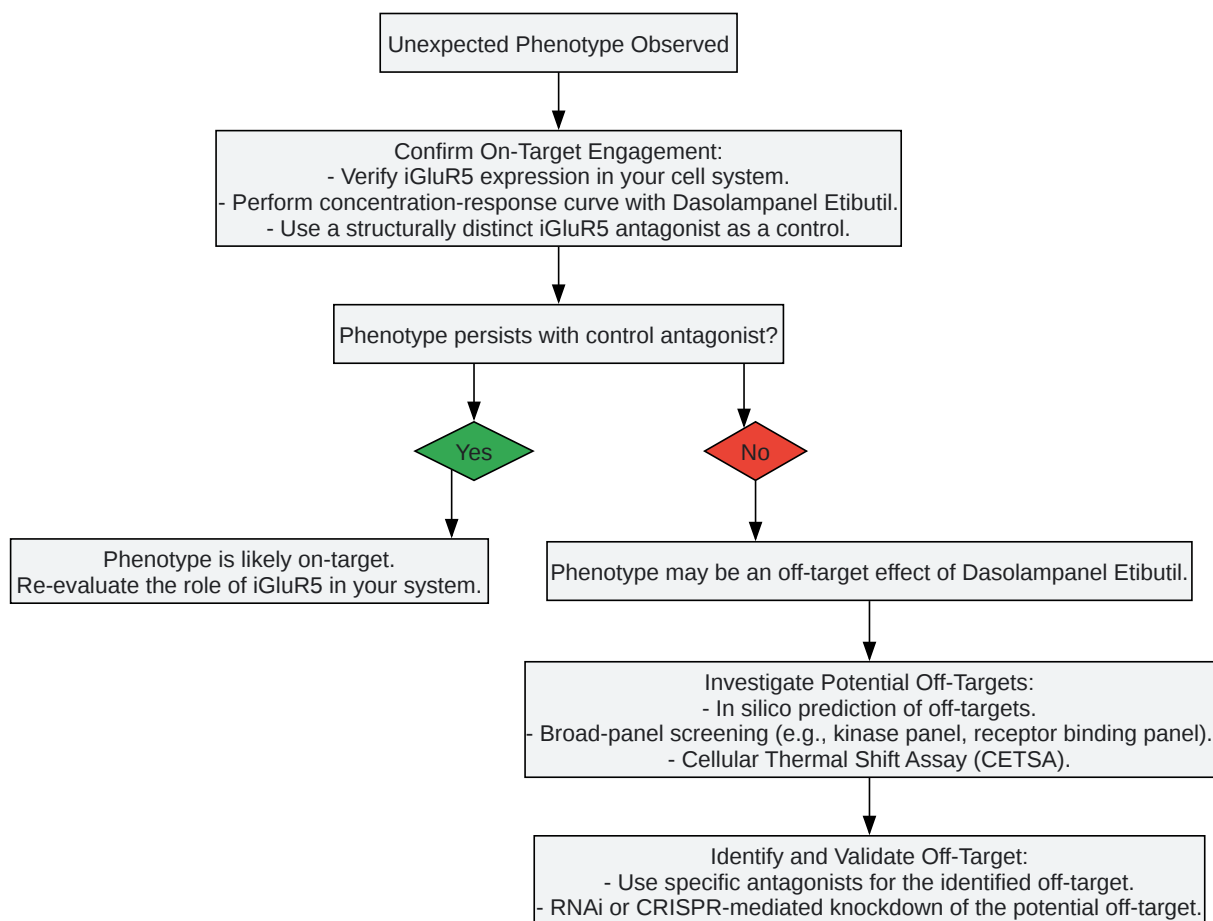 Unexpected Phenotype Observed
Confirm On-Target Engagement:
- Verify iGluR5 expression in your cell system.
- Perform concentration-response curve with Dasolampanel Etibutil.
- Use a structurally distinct iGluR5 antagonist as a control.
Phenotype persists with control antagonist?
Yes
No
Phenotype is likely on-target.
Re-evaluate the role of iGluR5 in your system.
Phenotype may be an off-target effect of Dasolampanel Etibutil.
Investigate Potential Off-Targets:
- In silico prediction of off-targets.
- Broad-panel screening (e.g., kinase panel, receptor binding panel).
- Cellular Thermal Shift Assay (CETSA).
Identify and Validate Off-Target:
- Use specific antagonists for the identified off-target.
- RNAi or CRISPR-mediated knockdown of the potential off-target.